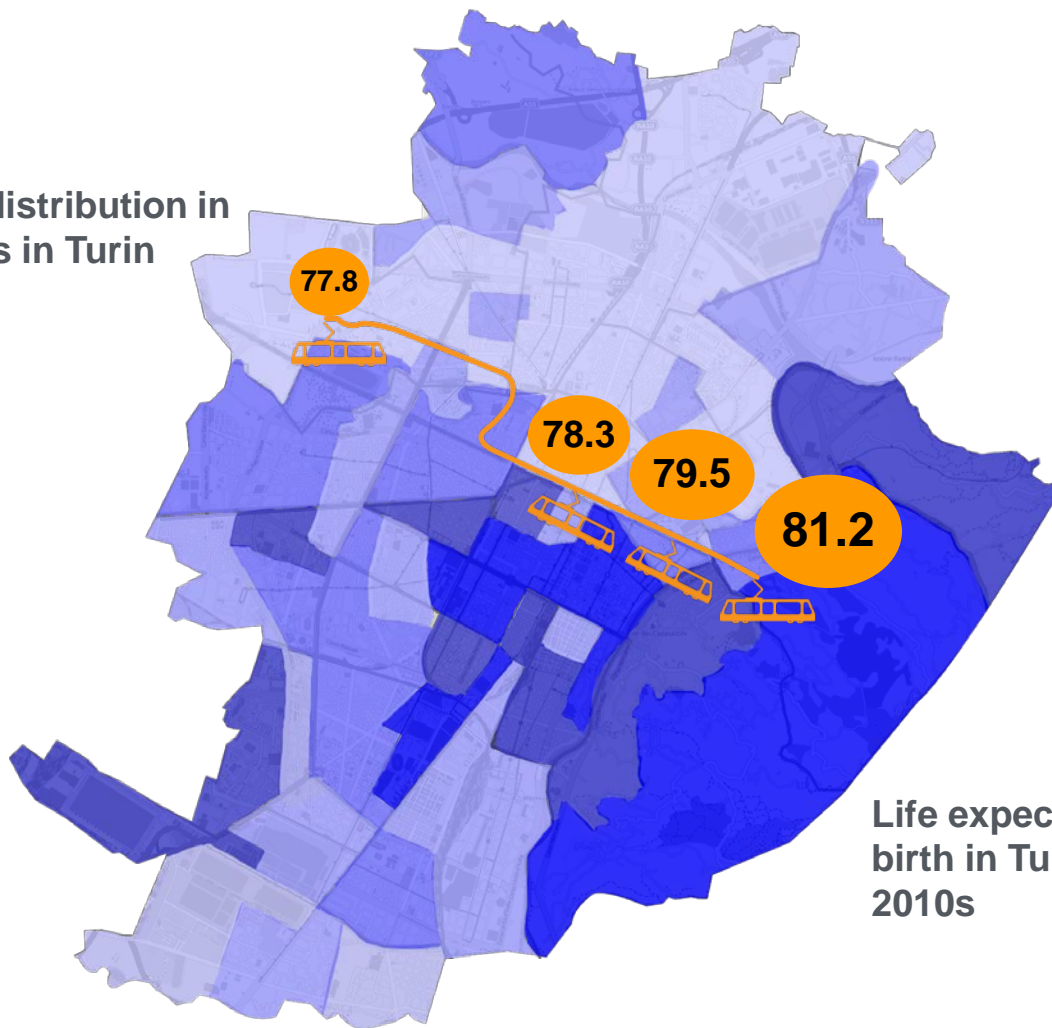 distribution in
s in Turin
77.8
78.3
79.5
81.2
Life expec
birth in Tu
2010s